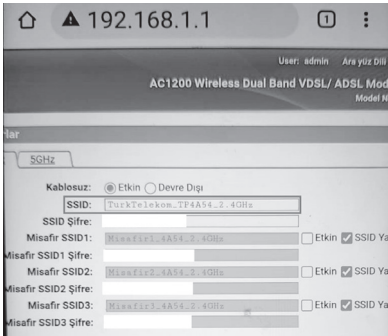 192.168.1.1 1
User: admin Ara yüz Dili
AC1200 Wireless Dual Band VDSL/ ADSL Mod
Model N
lar
5GHz
Kablosuz: Etkin Devre Dışı
SSID: TurkTelekom_TP4A54_2.4GHz
SSID Şifre:
Misafir SSID1: Misafir1_4A54_2.4GHz Etkin SSID Ya
Misafir SSID1 Şifre:
Misafir SSID2: Misafir2_4A54_2.4GHz Etkin SSID Ya
Misafir SSID2 Şifre:
Misafir SSID3: Misafir3_4A54_2.4GHz Etkin SSID Ya
Misafir SSID3 Şifre: